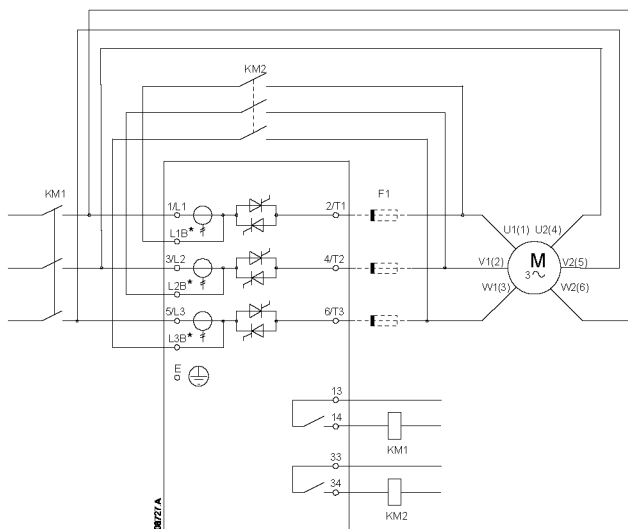 KM2
KM1
F1
1/L1
2/T1
L1B*
U1(1)
U2(4)
3/L2
4/T2
V1(2)
M
3~
V2(5)
L2B*
W1(3)
W2(6)
5/L3
6/T3
L3B*
E
13
14
KM1
33
34
KM2